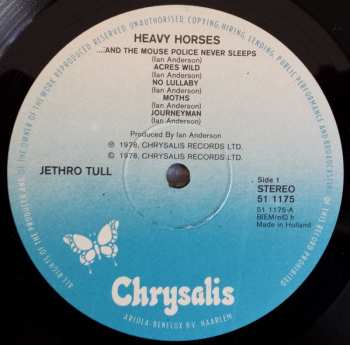 UNAUTHORISED COPYING, HIRING, LENDING, PUBLIC PERFORMANCE AND BROADCASTING OF THIS RECORD PROHIBITED
ALL RIGHTS OF THE
AND OF THE OWNER OF THE WORK REPRODUCED RESERVED
HEAVY HORSES
....AND THE MOUSE POLICE NEVER SLEEPS
(Ian Anderson)
ACRES WILD
(Ian Anderson)
NO LULLABY
(Ian Anderson)
MOTHS
(Ian Anderson)
JOURNEYMAN
(Ian Anderson)
Produced By Ian Anderson
℗ 1978, CHRYSALIS RECORDS LTD.
© 1978, CHRYSALIS RECORDS LTD.
JETHRO TULL
Side 1
STEREO
51 1175
51 1175-A
Made in Holland
Chrysalis
ARIOLA-BENELUX BV. HAARLEM